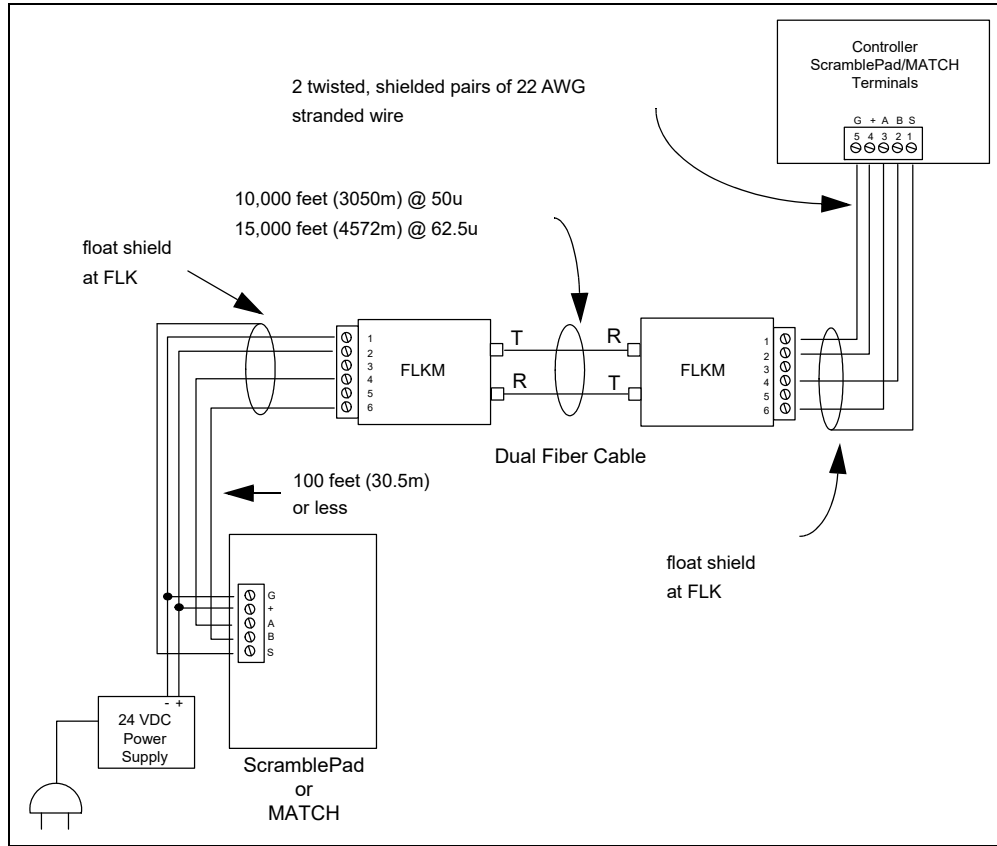 Controller
ScramblePad/MATCH
Terminals
G + A B S
5 4 3 2 1
2 twisted, shielded pairs of 22 AWG
stranded wire
10,000 feet (3050m) @ 50u
15,000 feet (4572m) @ 62.5u
float shield
at FLK
1
2
3
4
5
6
FLKM
T
R
R
T
FLKM
1
2
3
4
5
6
Dual Fiber Cable
100 feet (30.5m)
or less
float shield
at FLK
G
+
A
B
S
- +
24 VDC
Power
Supply
ScramblePad
or
MATCH